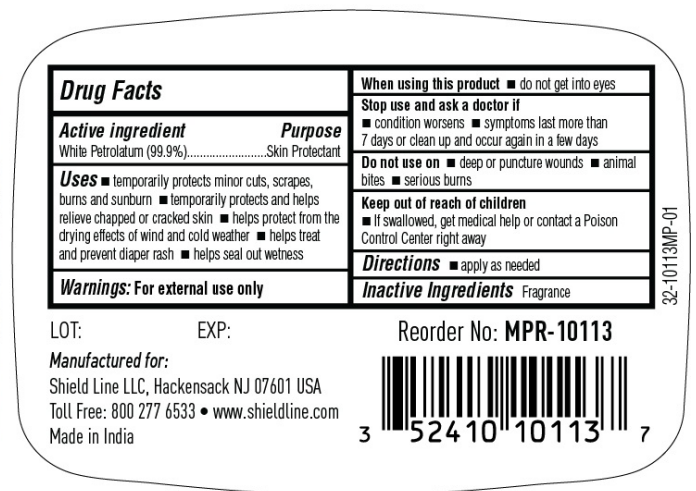 Drug Facts
Active ingredient Purpose
White Petrolatum (99.9%)..........................Skin Protectant
Uses ■ temporarily protects minor cuts, scrapes,
burns and sunburn ■ temporarily protects and helps
relieve chapped or cracked skin ■ helps protect from the
drying effects of wind and cold weather ■ helps treat
and prevent diaper rash ■ helps seal out wetness
Warnings: For external use only
When using this product ■ do not get into eyes
Stop use and ask a doctor if
■ condition worsens ■ symptoms last more than
7 days or clean up and occur again in a few days
Do not use on ■ deep or puncture wounds ■ animal
bites ■ serious burns
Keep out of reach of children
■ If swallowed, get medical help or contact a Poison
Control Center right away
Directions ■ apply as needed
Inactive Ingredients Fragrance
32-10113MP-01
LOT: EXP:
Manufactured for:
Shield Line LLC, Hackensack NJ 07601 USA
Toll Free: 800 277 6533 • www.shieldline.com
Made in India
Reorder No: MPR-10113
3 52410 10113 7